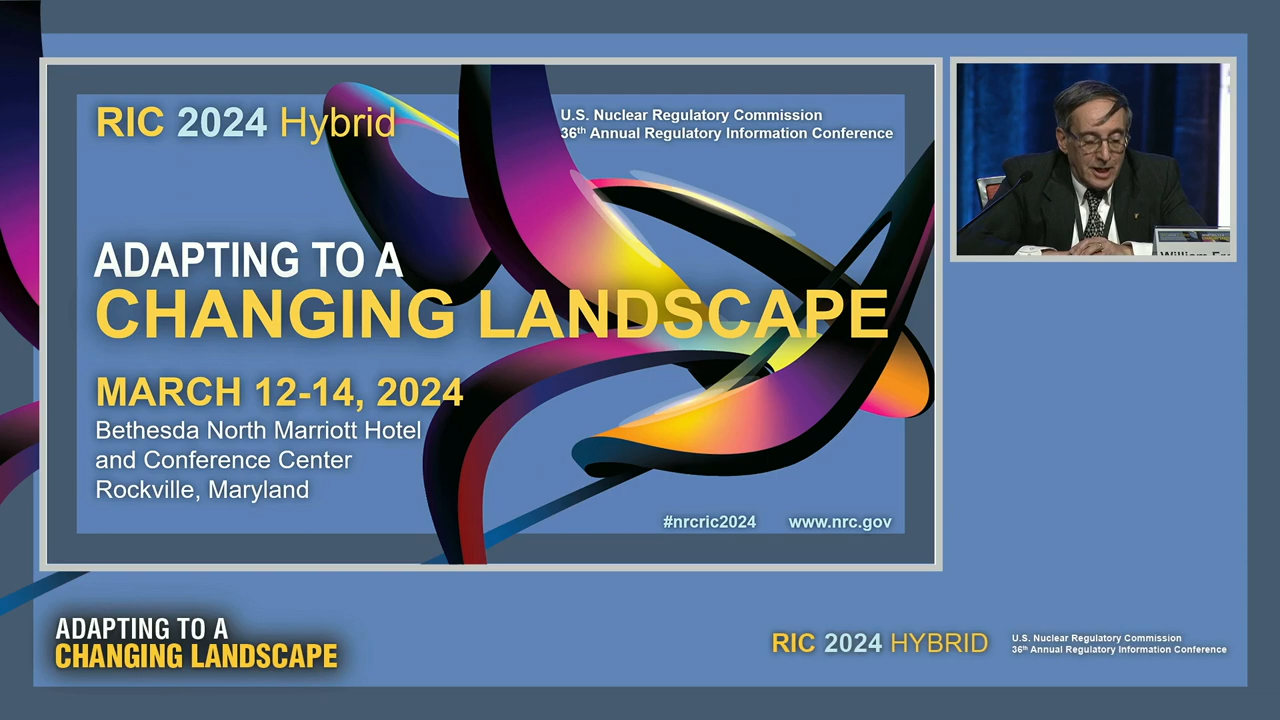 RIC 2024 Hybrid
U.S. Nuclear Regulatory Commission
36th Annual Regulatory Information Conference
ADAPTING TO A
CHANGING LANDSCAPE
MARCH 12-14, 2024
Bethesda North Marriott Hotel
and Conference Center
Rockville, Maryland
#nrcric2024 www.nrc.gov
William
ADAPTING TO A
CHANGING LANDSCAPE
RIC 2024 HYBRID
U.S. Nuclear Regulatory Commission
36th Annual Regulatory Information Conference